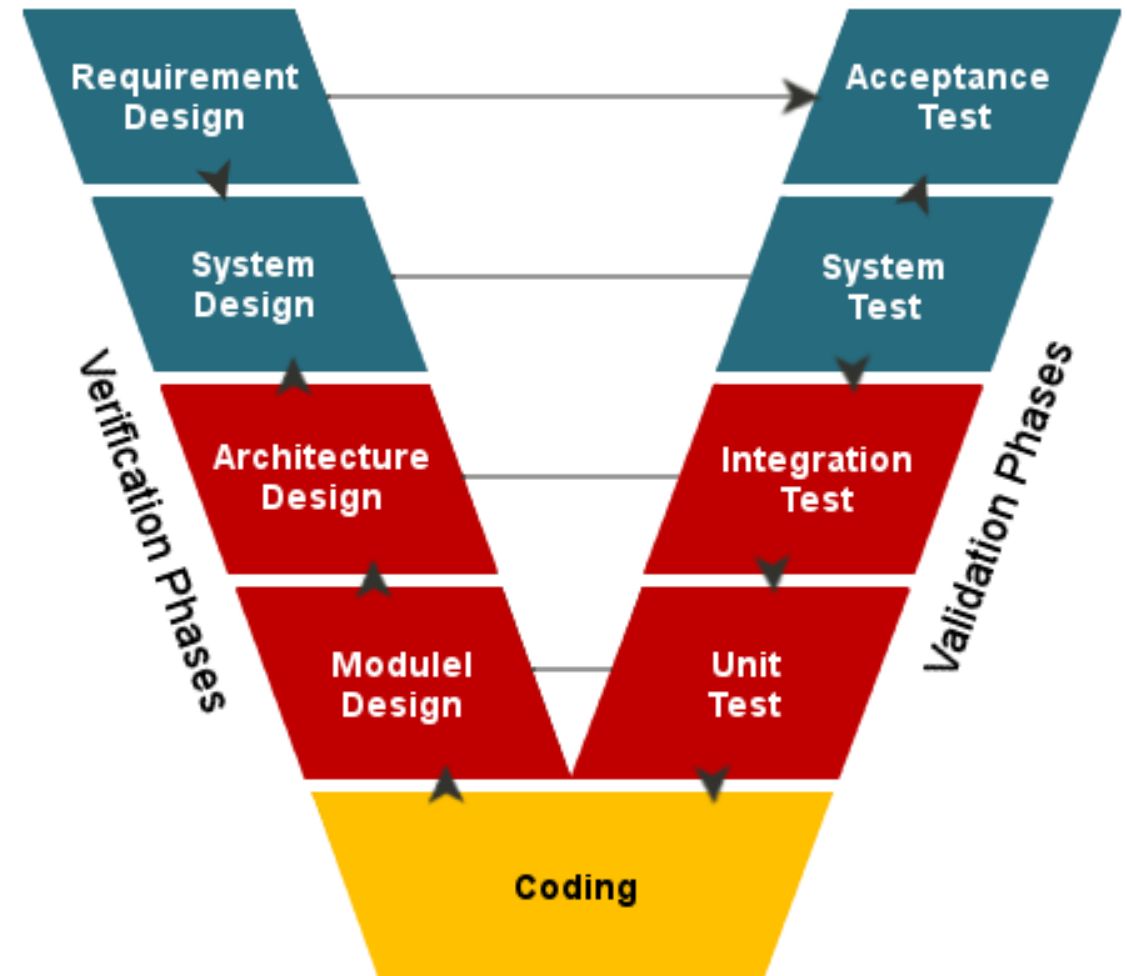 Requirement
Design
Acceptance
Test
System
Design
System
Test
Verification Phases
Validation Phases
Architecture
Design
Integration
Test
Modulel
Design
Unit
Test
Coding